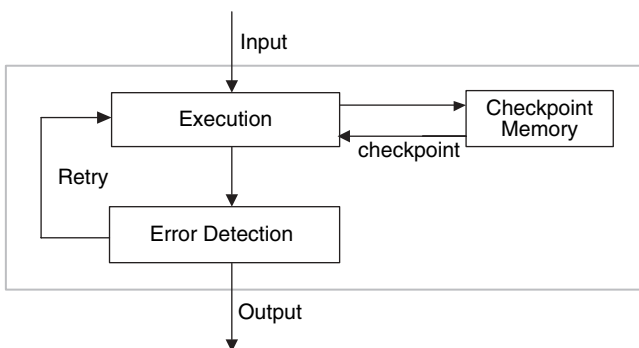 Input
Execution
Checkpoint
Memory
checkpoint
Retry
Error Detection
Output